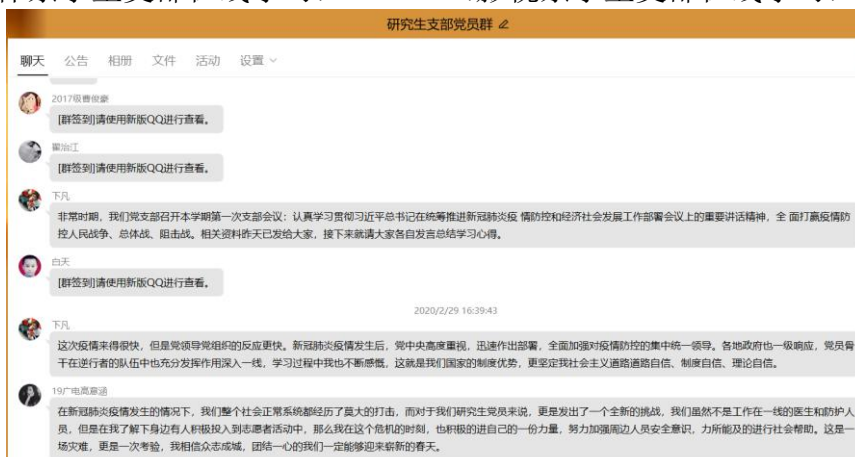 研究生支部党员群
聊天 公告 相册 文件 活动 设置
2017级曹俊豪
[群签到]请使用新版QQ进行查看。
翟治江
[群签到]请使用新版QQ进行查看。
下凡
非常时期，我们党支部召开本学期第一次支部会议：认真学习贯彻习近平总书记在统筹推进新冠肺炎疫 情防控和经济社会发展工作部署会议上的重要讲话精神，全 面打赢疫情防
控人民战争、总体战、阻击战。相关资料昨天已发给大家，接下来就请大家各自发言总结学习心得。
白天
[群签到]请使用新版QQ进行查看。
2020/2/29 16:39:43
下凡
这次疫情来得很快，但是党领导党组织的反应更快。新冠肺炎疫情发生后，党中央高度重视，迅速作出部署，全面加强对疫情防控的集中统一领导。各地政府也一级响应，党员骨
干在逆行者的队伍中也充分发挥作用深入一线，学习过程中我也不断感慨，这就是我们国家的制度优势，更坚定我社会主义道路道路自信、制度自信、理论自信。
19广电高意涵
在新冠肺炎疫情发生的情况下，我们整个社会正常系统都经历了莫大的打击，而对于我们研究生党员来说，更是发出了一个全新的挑战，我们虽然不是工作在一线的医生和防护人
员，但是在我了解下身边有人积极投入到志愿者活动中，那么我在这个危机的时刻，也积极的进自己的一份力量，努力加强周边人员安全意识，力所能及的进行社会帮助。这是一
场灾难，更是一次考验，我相信众志成城，团结一心的我们一定能够迎来崭新的春天。